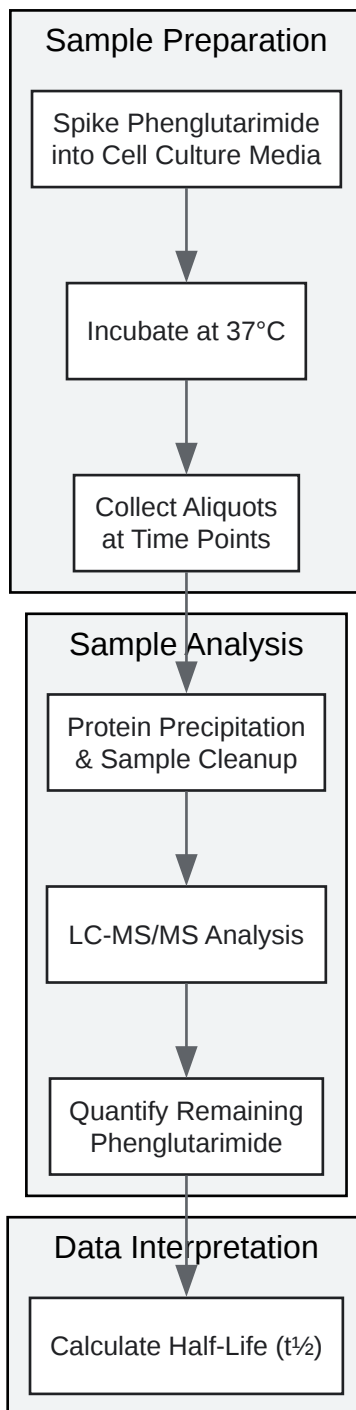 Sample Preparation
Spike Phenglutarimide
into Cell Culture Media
Incubate at 37°C
Collect Aliquots
at Time Points
Sample Analysis
Protein Precipitation
& Sample Cleanup
LC-MS/MS Analysis
Quantify Remaining
Phenglutarimide
Data Interpretation
Calculate Half-Life (t½)